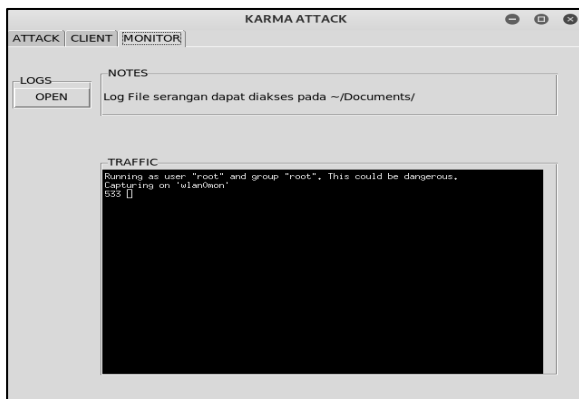 KARMA ATTACK
ATTACK CLIENT MONITOR
LOGS
OPEN
NOTES
Log File serangan dapat diakses pada ~/Documents/
TRAFFIC
Running as user "root" and group "root". This could be dangerous.
Capturing on 'wlan0mon'
533